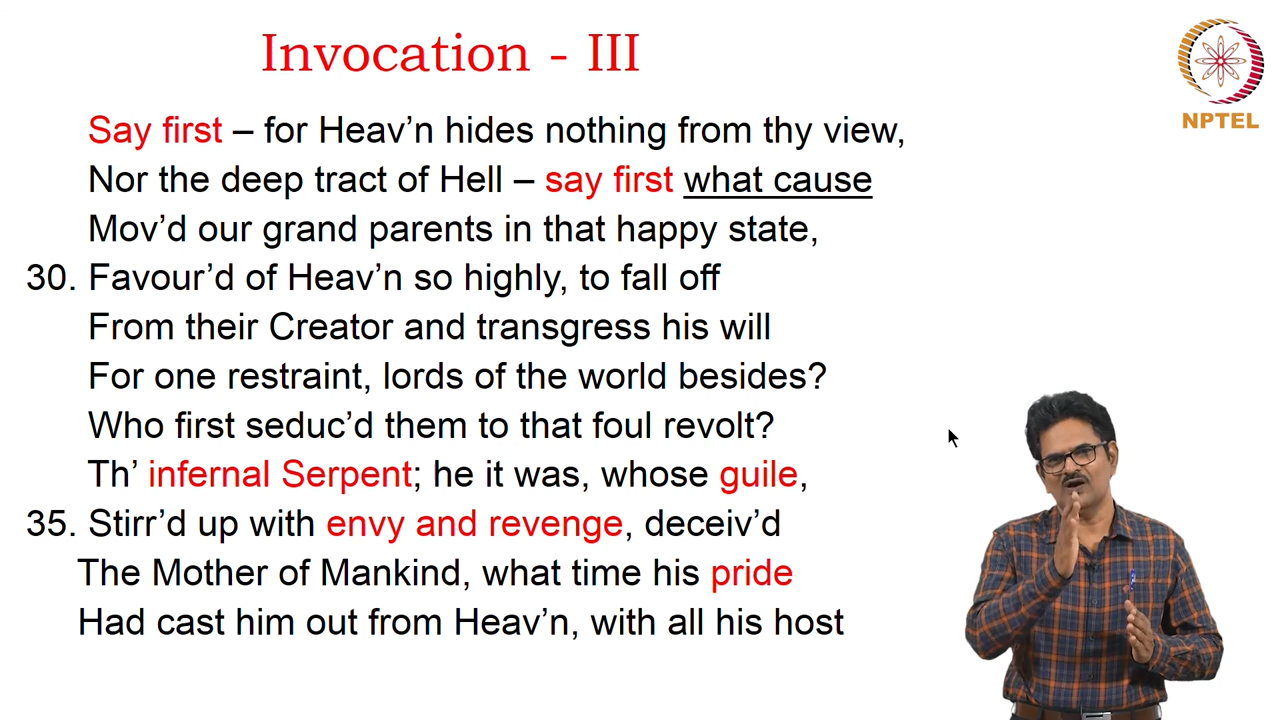 Invocation - III
NPTEL
Say first – for Heav’n hides nothing from thy view,
Nor the deep tract of Hell – say first what cause
Mov’d our grand parents in that happy state,
30. Favour’d of Heav’n so highly, to fall off
From their Creator and transgress his will
For one restraint, lords of the world besides?
Who first seduc’d them to that foul revolt?
Th’ infernal Serpent; he it was, whose guile,
35. Stirr’d up with envy and revenge, deceiv’d
The Mother of Mankind, what time his pride
Had cast him out from Heav’n, with all his host